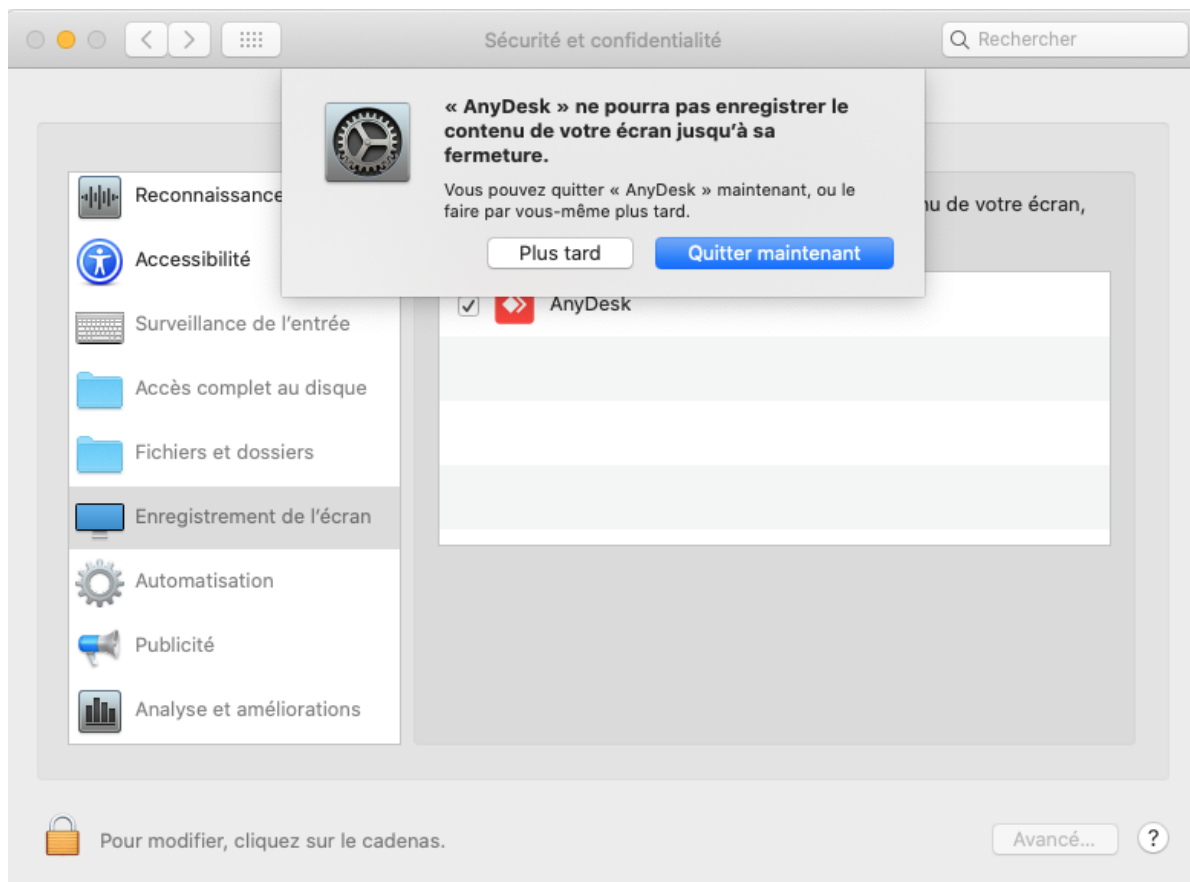 Sécurité et confidentialité
Rechercher
« AnyDesk » ne pourra pas enregistrer le
contenu de votre écran jusqu'à sa
fermeture.
Vous pouvez quitter « AnyDesk » maintenant, ou le
faire par vous-même plus tard.
Plus tard
Quitter maintenant
Reconnaissance
Accessibilité
Surveillance de l'entrée
Accès complet au disque
Fichiers et dossiers
Enregistrement de l'écran
Automatisation
Publicité
Analyse et améliorations
de votre écran,
AnyDesk
Pour modifier, cliquez sur le cadenas.
Avancé...
?